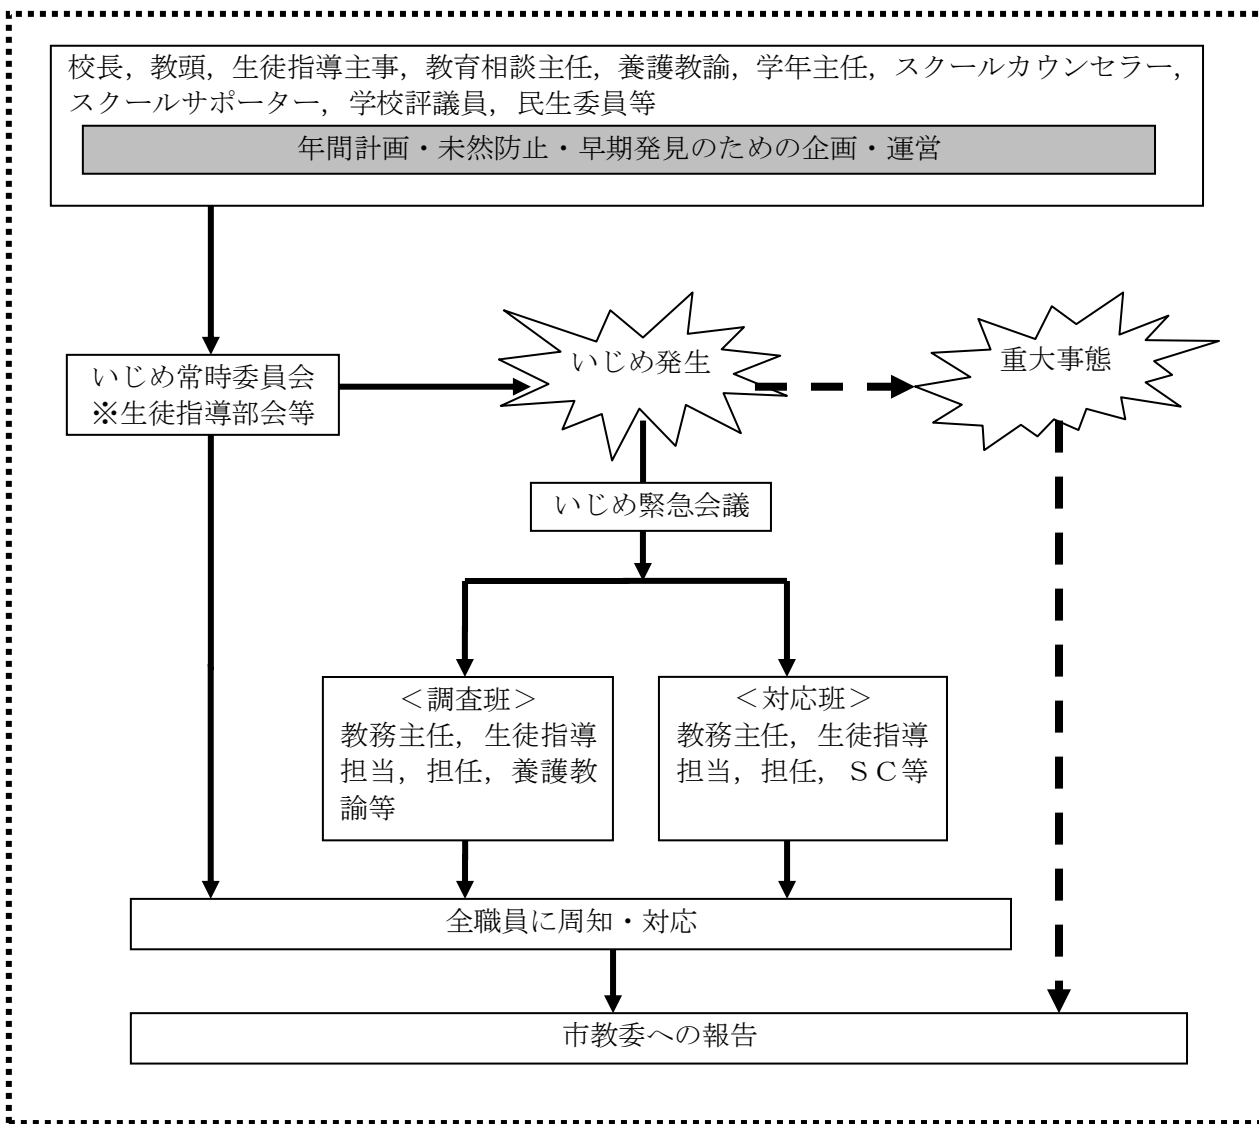 校長，教頭，生徒指導主事，教育相談主任，養護教諭，学年主任，スクールカウンセラー，
スクールサポーター，学校評議員，民生委員等
年間計画・未然防止・早期発見のための企画・運営
いじめ常時委員会
※生徒指導部会等
いじめ発生
重大事態
いじめ緊急会議
＜調査班＞
教務主任，生徒指導
担当，担任，養護教
諭等
＜対応班＞
教務主任，生徒指導
担当，担任，ＳＣ等
全職員に周知・対応
市教委への報告